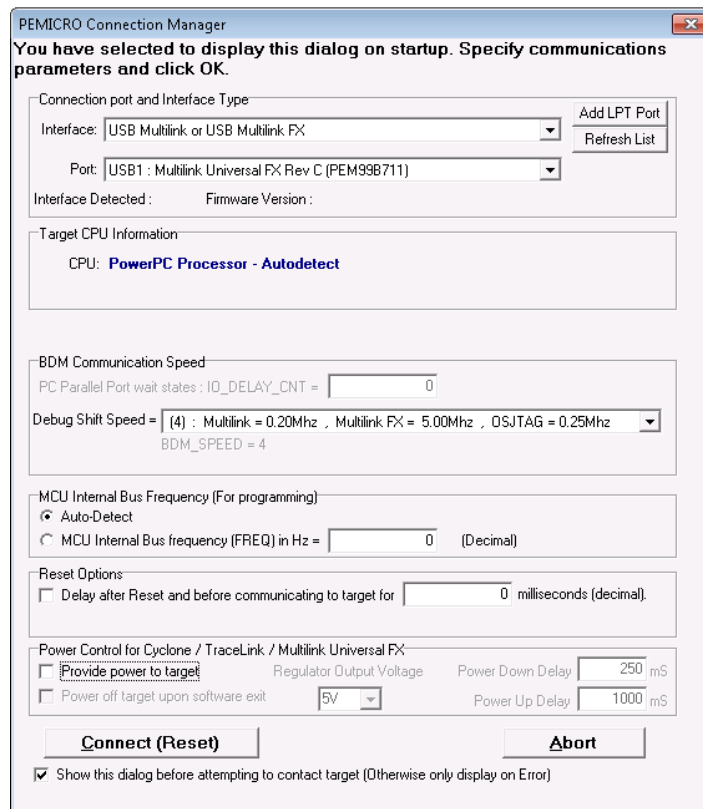 PEMICRO Connection Manager
You have selected to display this dialog on startup. Specify communications
parameters and click OK.
Connection port and Interface Type
Add LPT Port
Interface: USB Multilink or USB Multilink FX
Refresh List
Port: USB1 : Multilink Universal FX Rev C (PEM99B711)
Interface Detected : Firmware Version :
Target CPU Information
CPU: PowerPC Processor - Autodetect
BDM Communication Speed
PC Parallel Port wait states : IO_DELAY_CNT = 0
Debug Shift Speed = (4) : Multilink = 0.20Mhz , Multilink FX = 5.00Mhz , OSJTAG = 0.25Mhz
BDM_SPEED = 4
MCU Internal Bus Frequency (For programming)
Auto-Detect
MCU Internal Bus frequency (FREQ) in Hz = 0 (Decimal)
Reset Options
Delay after Reset and before communicating to target for 0 milliseconds (decimal).
Power Control for Cyclone / TraceLink / Multilink Universal FX
Provide power to target Regulator Output Voltage Power Down Delay 250 mS
Power off target upon software exit 5V Power Up Delay 1000 mS
Connect (Reset) Abort
Show this dialog before attempting to contact target (Otherwise only display on Error)